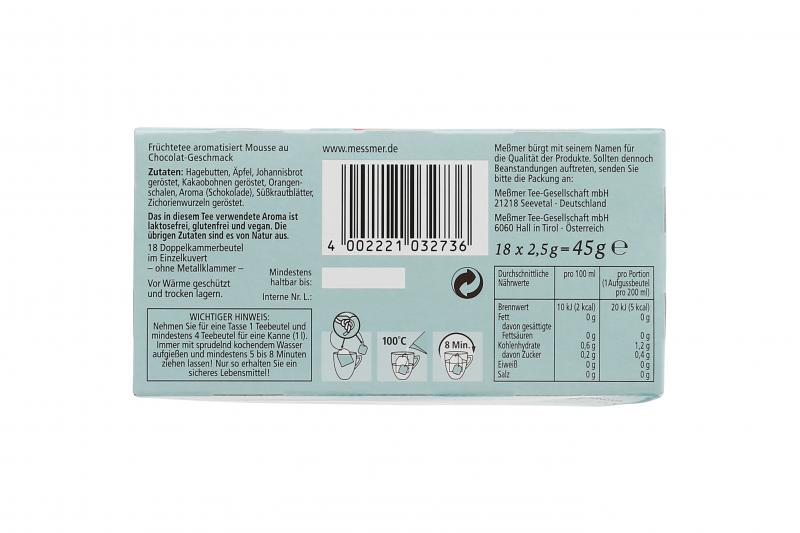 Früchtetee aromatisiert Mousse au
Chocolat-Geschmack
Zutaten: Hagebutten, Äpfel, Johannisbrot
geröstet, Kakaobohnen geröstet, Orangen-
schalen, Aroma (Schokolade), Süßkrautblätter,
Zichorienwurzeln geröstet.
Das in diesem Tee verwendete Aroma ist
laktosefrei, glutenfrei und vegan. Die
übrigen Zutaten sind es von Natur aus.
18 Doppelkammerbeutel
im Einzelkuvert
– ohne Metallklammer –
Vor Wärme geschützt
und trocken lagern.
Mindestens
haltbar bis:
Interne Nr. L.:
WICHTIGER HINWEIS:
Nehmen Sie für eine Tasse 1 Teebeutel und
mindestens 4 Teebeutel für eine Kanne (1l).
Immer mit sprudelnd kochendem Wasser
aufgießen und mindestens 5 bis 8 Minuten
ziehen lassen! Nur so erhalten Sie ein
sicheres Lebensmittel!
www.messmer.de
4 002221 032736
100°C
8 Min.
Meßmer bürgt mit seinem Namen für
die Qualität der Produkte. Sollten dennoch
Beanstandungen auftreten, senden Sie
bitte die Packung an:
Meßmer Tee-Gesellschaft mbH
21218 Seevetal - Deutschland
Meßmer Tee-Gesellschaft mbH
6060 Hall in Tirol - Österreich
18 x 2,5g = 45g ℮
Durchschnittliche Nährwerte pro 100 ml pro Portion (1Aufgussbeutel pro 200 ml)
Brennwert 10 kJ (2 kcal) 20 kJ (5 kcal)
Fett 0 g 0 g
davon gesättigte
Fettsäuren 0 g 0 g
Kohlenhydrate 0,6 g 1,2 g
davon Zucker 0,2 g 0,4 g
Eiweiß 0 g 0 g
Salz 0 g 0 g